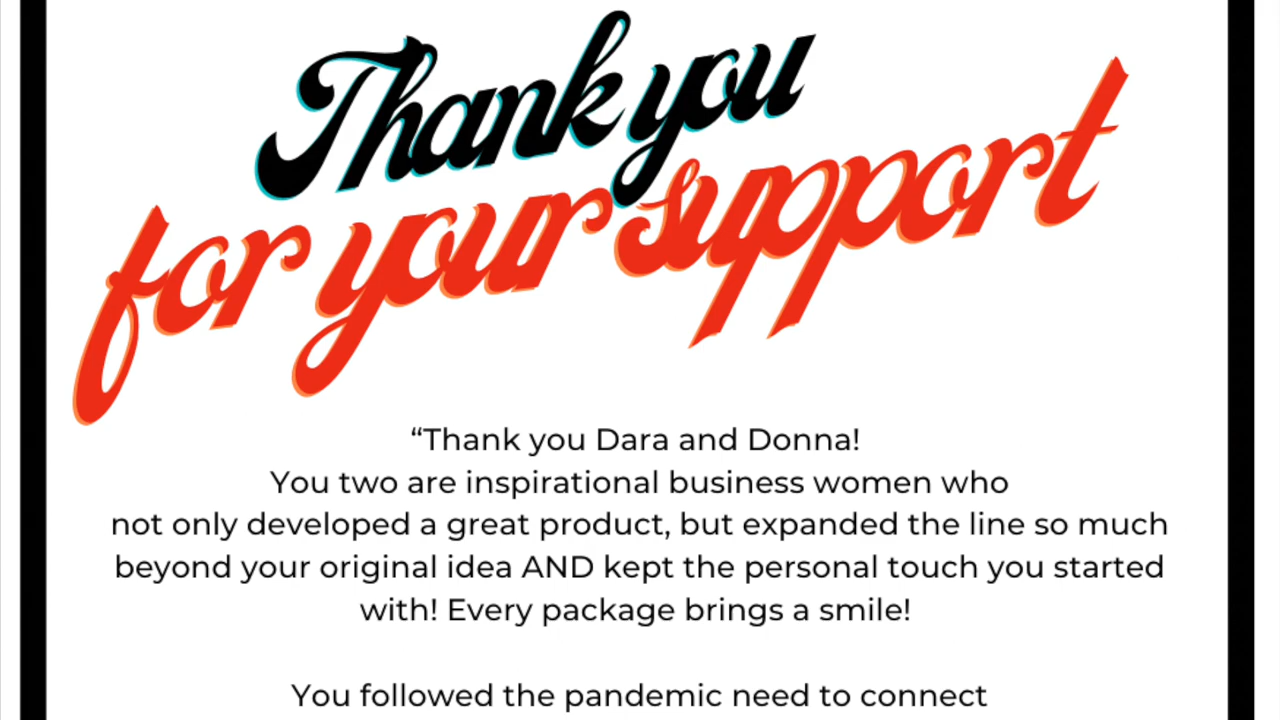 Thank you
for your support
“Thank you Dara and Donna!
You two are inspirational business women who
not only developed a great product, but expanded the line so much
beyond your original idea AND kept the personal touch you started
with! Every package brings a smile!
You followed the pandemic need to connect